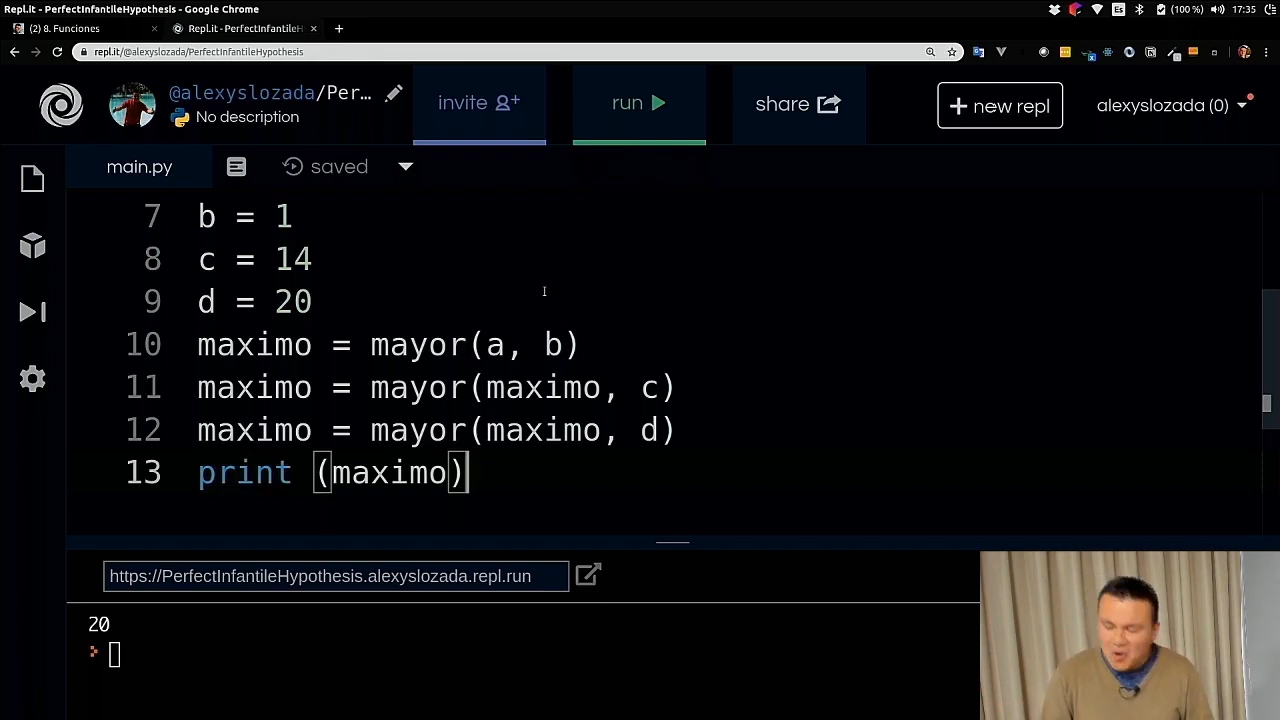 Repl.it - PerfectInfantileHypothesis - Google Chrome
Es
(100 %)
17:35
(2) 8. Funciones
Repl.it - PerfectInfantileH
repl.it/@alexyslozada/PerfectInfantileHypothesis
@alexyslozada/Per...
No description
invite
run
share
+ new repl
alexyslozada (0)
main.py
saved
7 b = 1
8 c = 14
9 d = 20
10 maximo = mayor(a, b)
11 maximo = mayor(maximo, c)
12 maximo = mayor(maximo, d)
13 print (maximo)
https://PerfectInfantileHypothesis.alexyslozada.repl.run
20